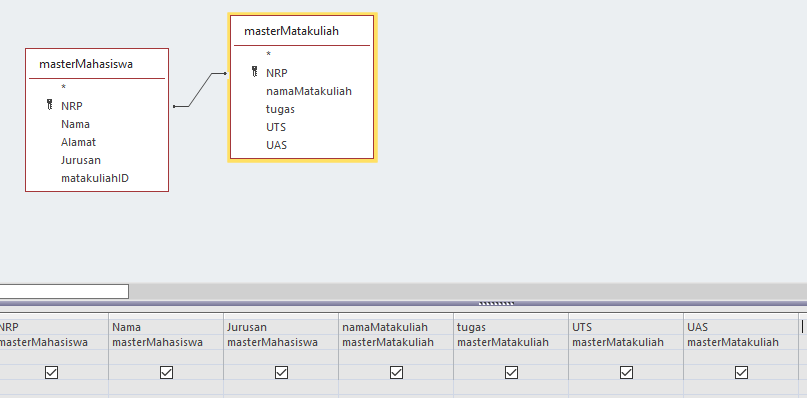 masterMahasiswa
*
NRP
Nama
Alamat
Jurusan
matakuliahID
masterMatakuliah
*
NRP
namaMatakuliah
tugas
UTS
UAS
NRP Nama Jurusan namaMatakuliah tugas UTS UAS
masterMahasiswa masterMahasiswa masterMahasiswa masterMatakuliah masterMatakuliah masterMatakuliah masterMatakuliah